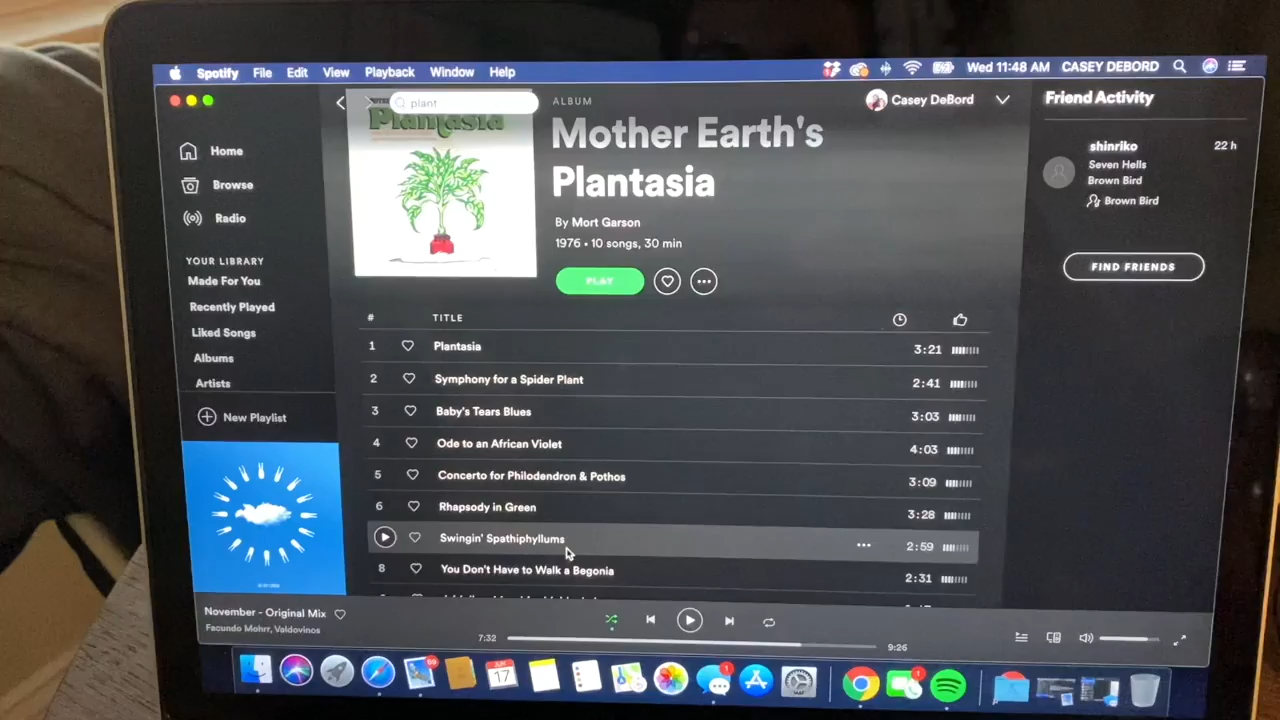 Spotify File Edit View Playback Window Help
Wed 11:48 AM CASEY DEBORD
plant
Plantasia
ALBUM
Casey DeBord
Friend Activity
Mother Earth's
Plantasia
By Mort Garson
1976 • 10 songs, 30 min
PLAY
Home
Browse
Radio
YOUR LIBRARY
Made For You
Recently Played
Liked Songs
Albums
Artists
New Playlist
shinriko 22 h
Seven Hells
Brown Bird
Brown Bird
FIND FRIENDS
# TITLE
1 Plantasia 3:21
2 Symphony for a Spider Plant 2:41
3 Baby's Tears Blues 3:03
4 Ode to an African Violet 4:03
5 Concerto for Philodendron & Pothos 3:09
6 Rhapsody in Green 3:28
Swingin' Spathiphyllums ••• 2:59
8 You Don't Have to Walk a Begonia 2:31
November - Original Mix
Facundo Mohrr, Valdovinos
7:32 9:26
JUN
17
1
1